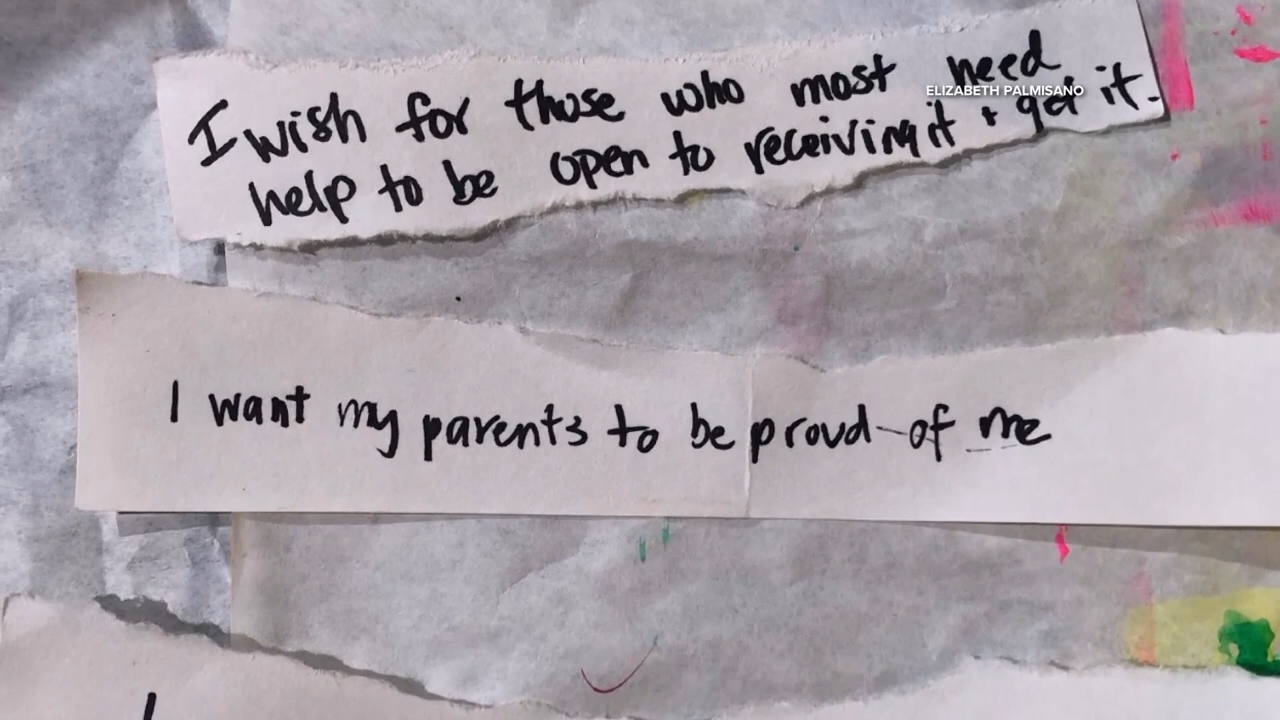 I wish for those who most need
ELIZABETH PALMISANO
help to be open to receiving it + get it.
I want my parents to be proud of me